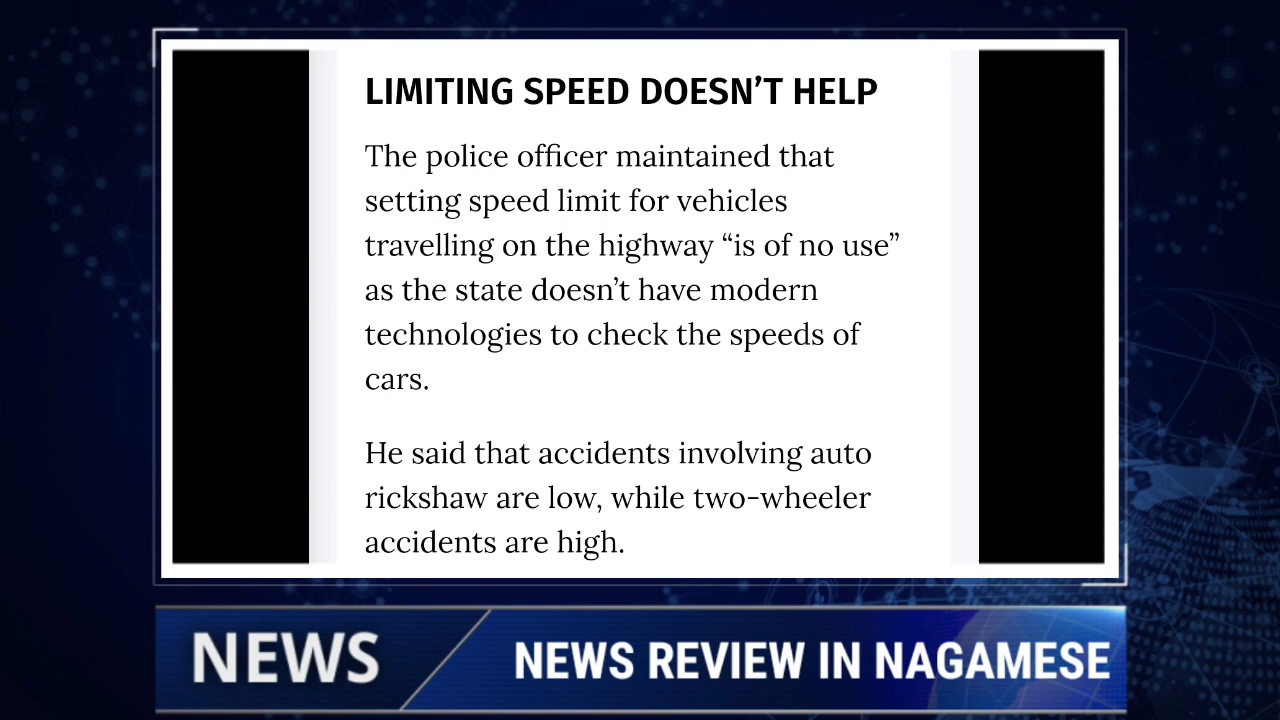 LIMITING SPEED DOESN’T HELP
The police officer maintained that
setting speed limit for vehicles
travelling on the highway “is of no use”
as the state doesn’t have modern
technologies to check the speeds of
cars.
He said that accidents involving auto
rickshaw are low, while two-wheeler
accidents are high.
NEWS
NEWS REVIEW IN NAGAMESE